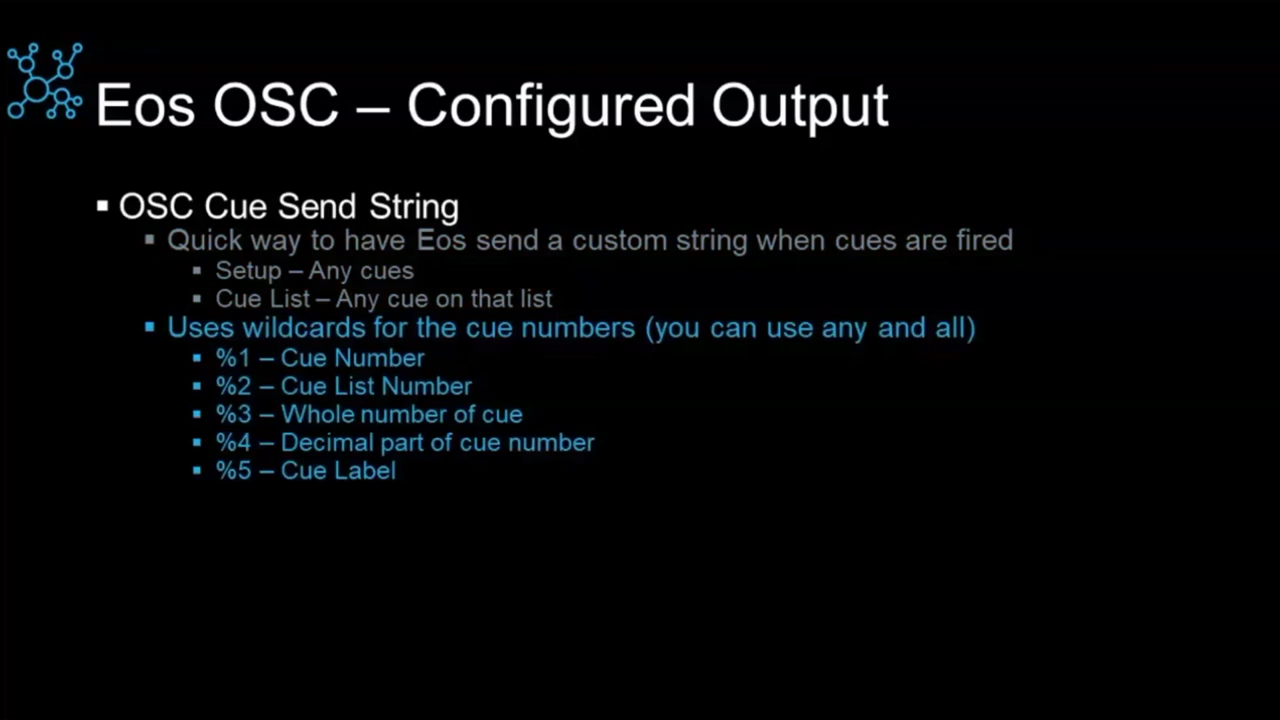 Eos OSC – Configured Output
▪ OSC Cue Send String
▪ Quick way to have Eos send a custom string when cues are fired
▪ Setup – Any cues
▪ Cue List – Any cue on that list
▪ Uses wildcards for the cue numbers (you can use any and all)
▪ %1 – Cue Number
▪ %2 – Cue List Number
▪ %3 – Whole number of cue
▪ %4 – Decimal part of cue number
▪ %5 – Cue Label